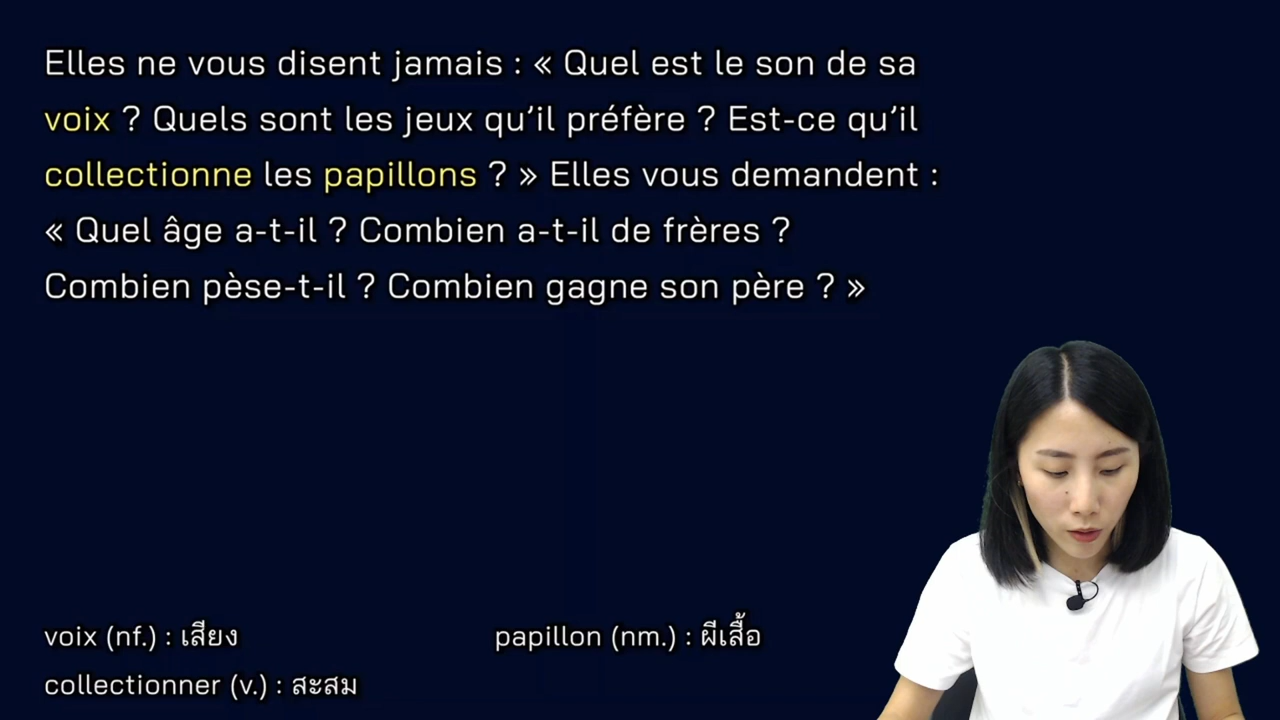 Elles ne vous disent jamais : « Quel est le son de sa
voix ? Quels sont les jeux qu’il préfère ? Est-ce qu’il
collectionne les papillons ? » Elles vous demandent :
« Quel âge a-t-il ? Combien a-t-il de frères ?
Combien pèse-t-il ? Combien gagne son père ? »
voix (nf.) : เสียง
papillon (nm.) : ผีเสื้อ
collectionner (v.) : สะสม